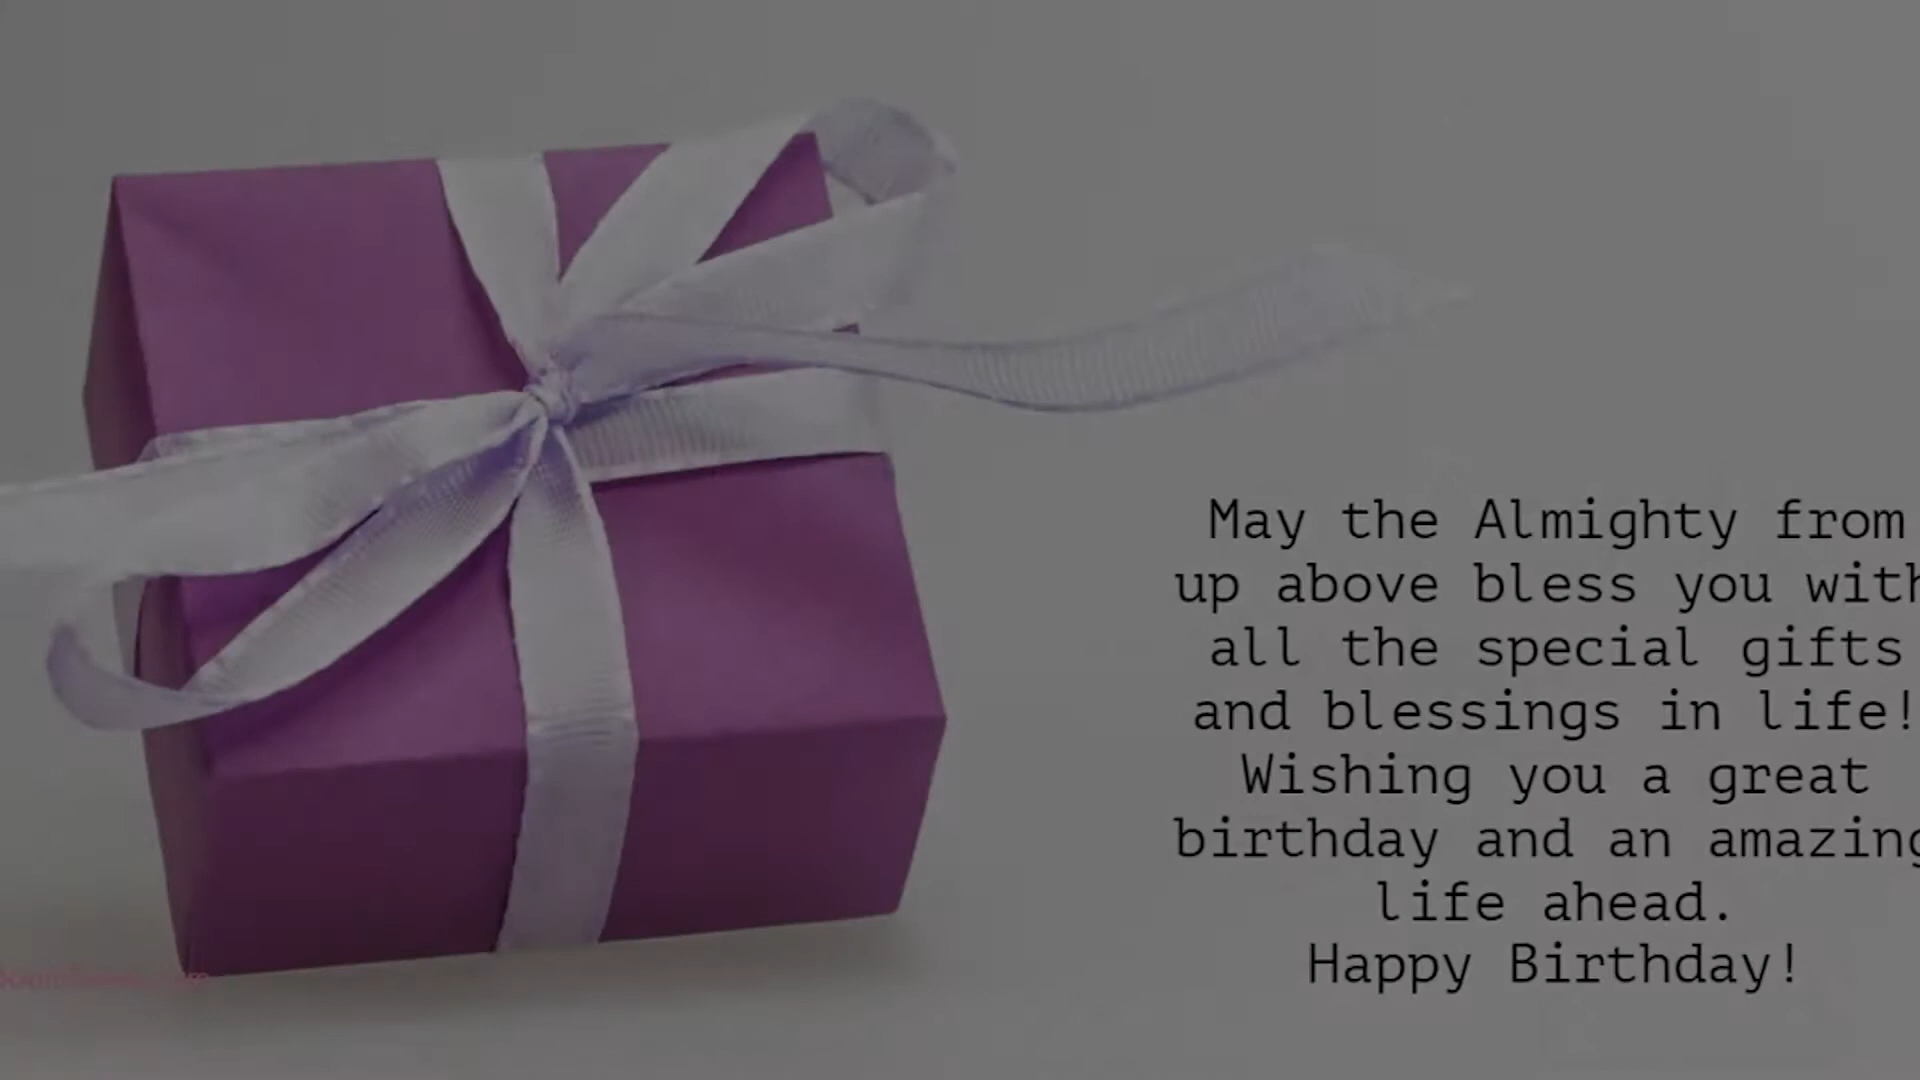 May the Almighty from
up above bless you with
all the special gifts
and blessings in life!
Wishing you a great
birthday and an amazing
life ahead.
Happy Birthday!